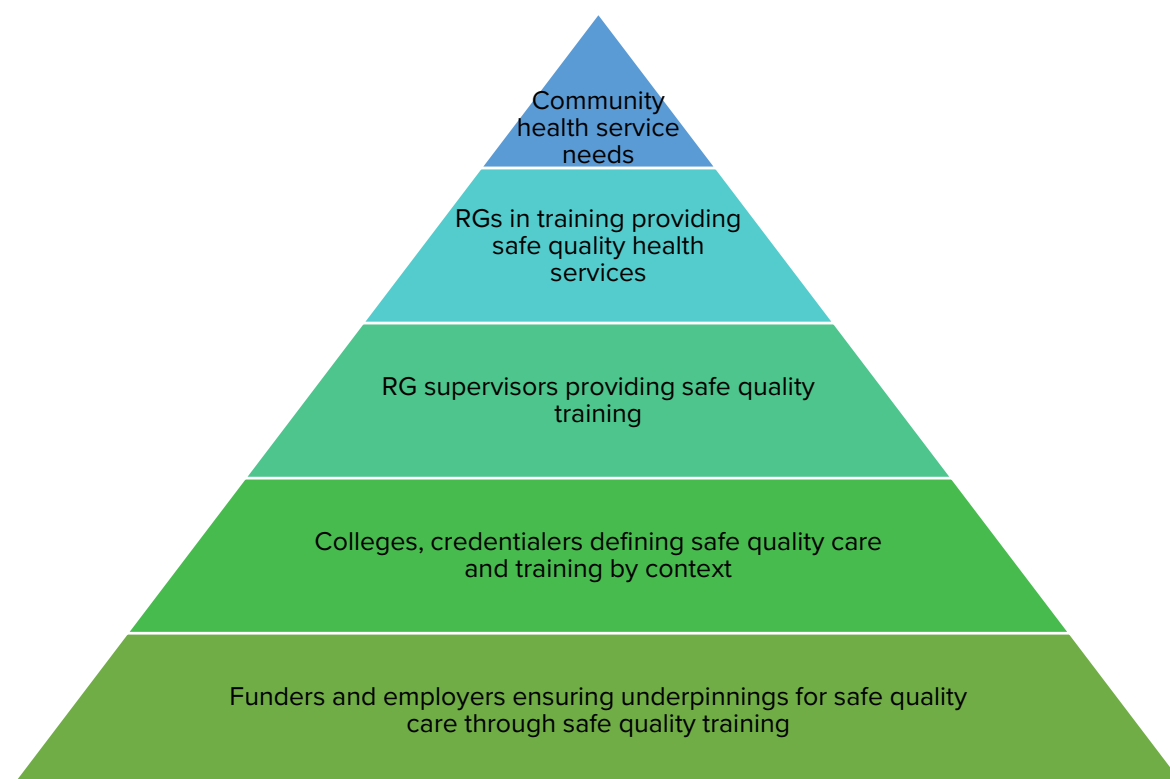 Community
health service
needs
RGs in training providing
safe quality health
services
RG supervisors providing safe quality
training
Colleges, credentialers defining safe quality care
and training by context
Funders and employers ensuring underpinnings for safe quality
care through safe quality training